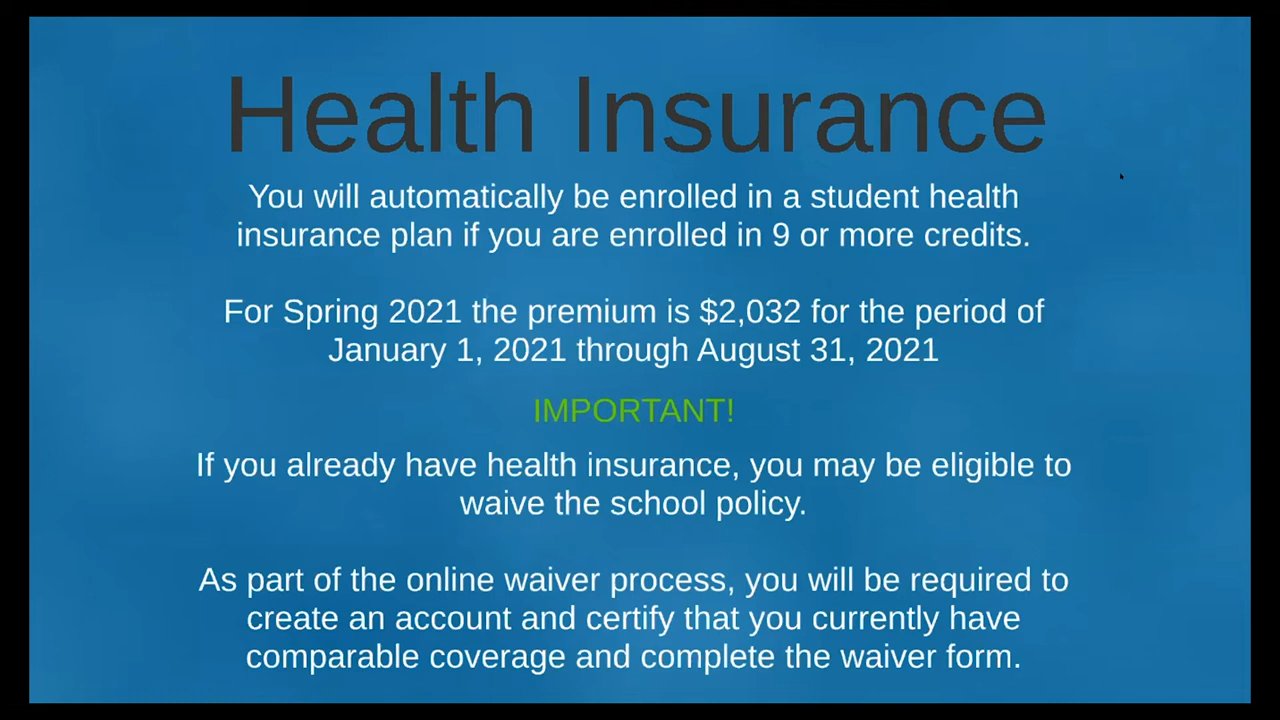 Health Insurance
You will automatically be enrolled in a student health
insurance plan if you are enrolled in 9 or more credits.
For Spring 2021 the premium is $2,032 for the period of
January 1, 2021 through August 31, 2021
IMPORTANT!
If you already have health insurance, you may be eligible to
waive the school policy.
As part of the online waiver process, you will be required to
create an account and certify that you currently have
comparable coverage and complete the waiver form.